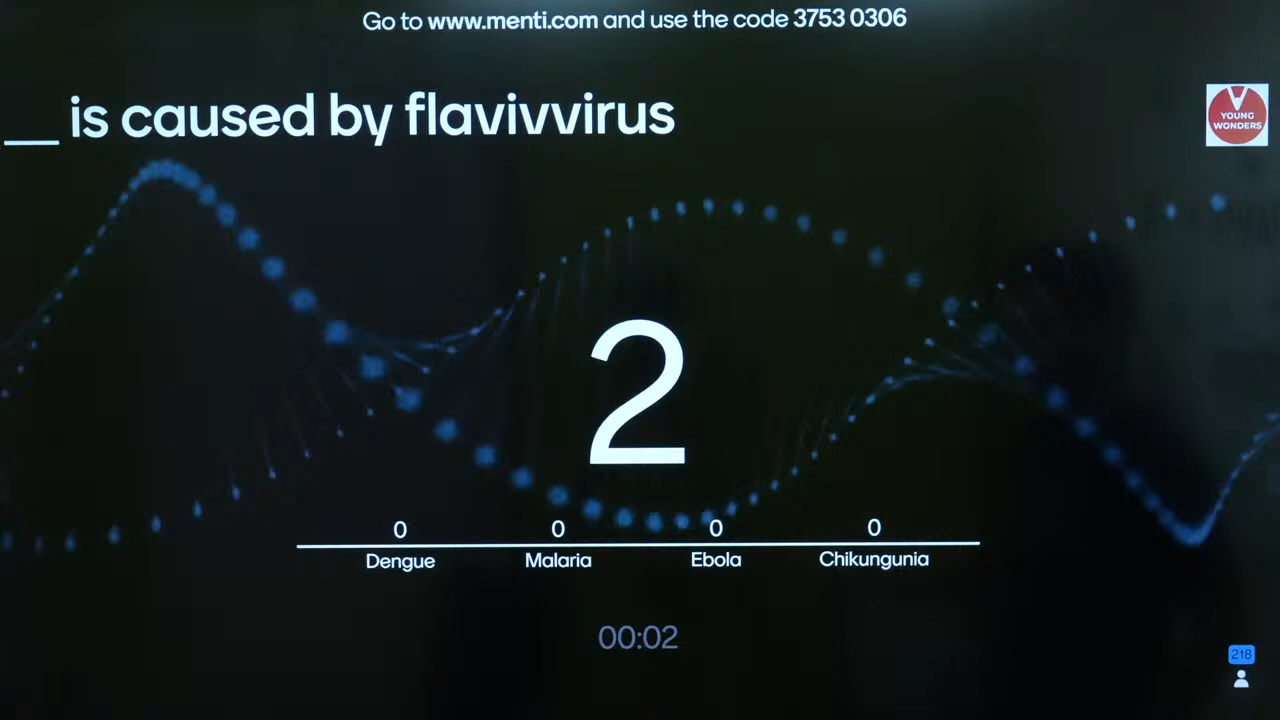 Go to www.menti.com and use the code 3753 0306
__ is caused by flavivvirus
YOUNG
WONDERS
2
0 0 0 0
Dengue Malaria Ebola Chikungunia
00:02
218